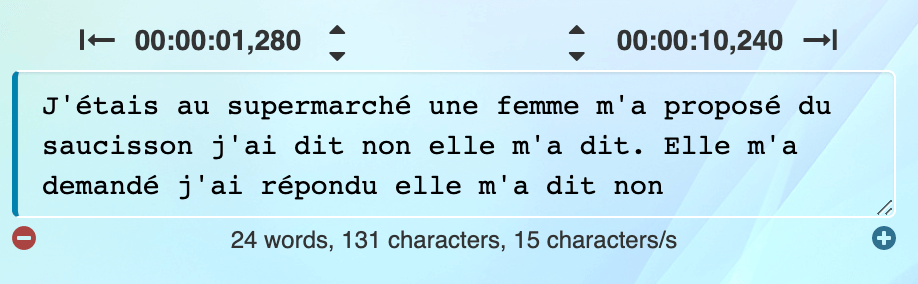 00:00:01,280 00:00:10,240
J'étais au supermarché une femme m'a proposé du
saucisson j'ai dit non elle m'a dit. Elle m'a
demandé j'ai répondu elle m'a dit non
24 words, 131 characters, 15 characters/s